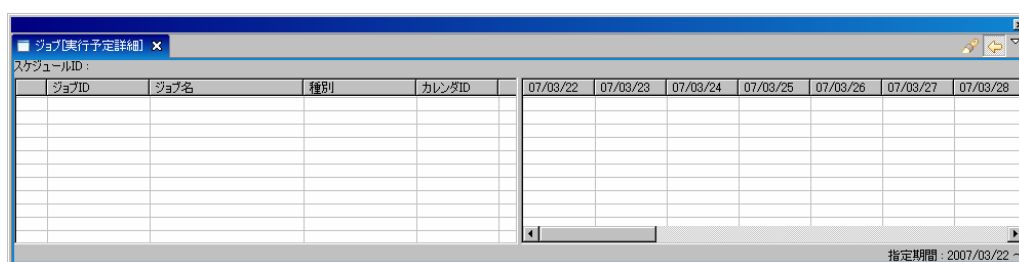 ジョブ[実行予定詳細]
スケジュールID :
ジョブID ジョブ名 種別 カレンダID 07/03/22 07/03/23 07/03/24 07/03/25 07/03/26 07/03/27 07/03/28
指定期間 : 2007/03/22 ~